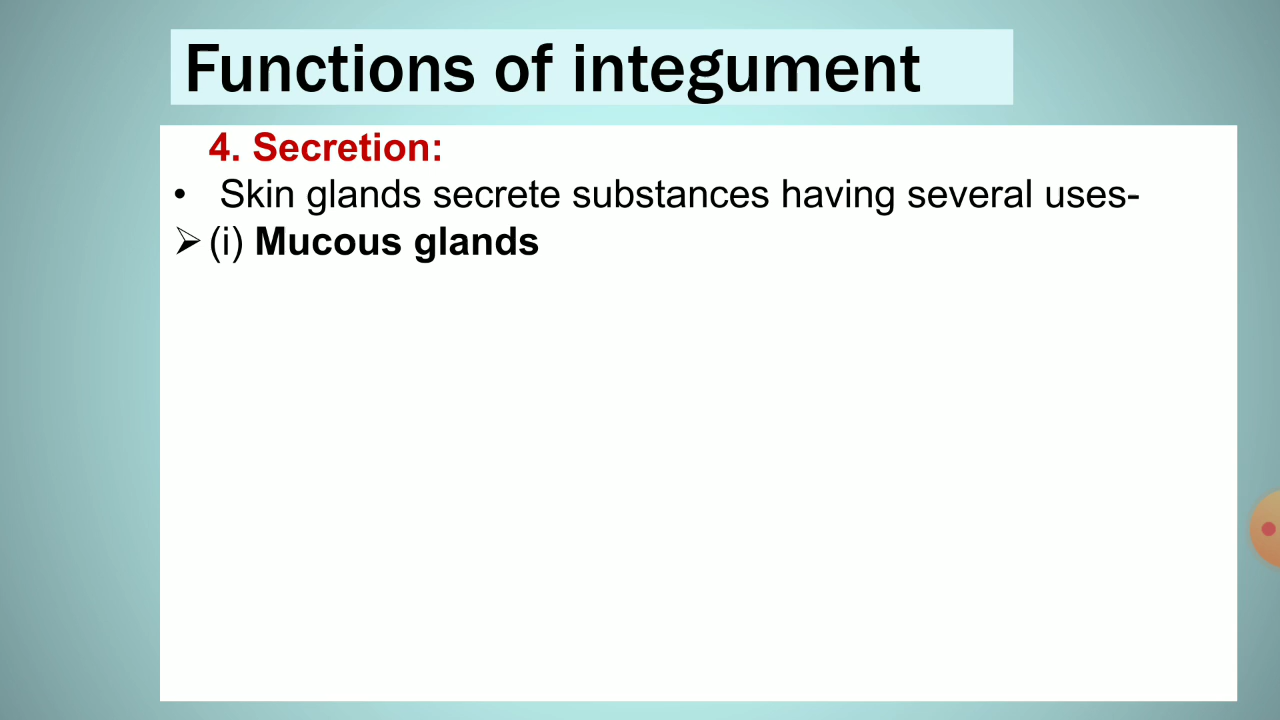 Functions of integument
4. Secretion:
• Skin glands secrete substances having several uses-
➢ (i) Mucous glands